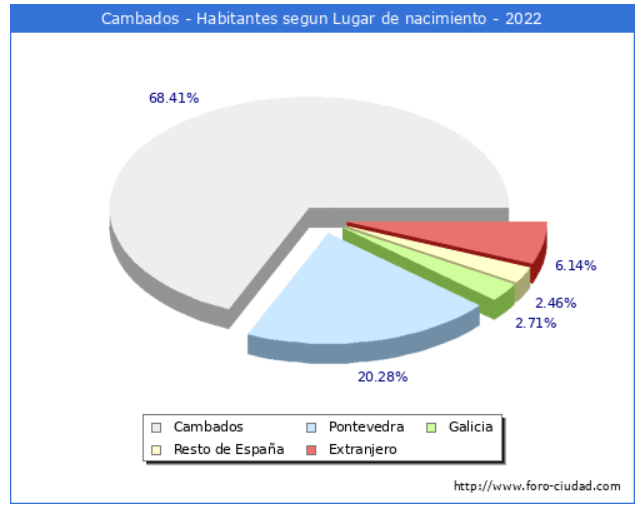 Cambados - Habitantes segun Lugar de nacimiento - 2022
68.41%
6.14%
2.46%
2.71%
20.28%
Cambados Pontevedra Galicia
Resto de España Extranjero
http://www.foro-ciudad.com